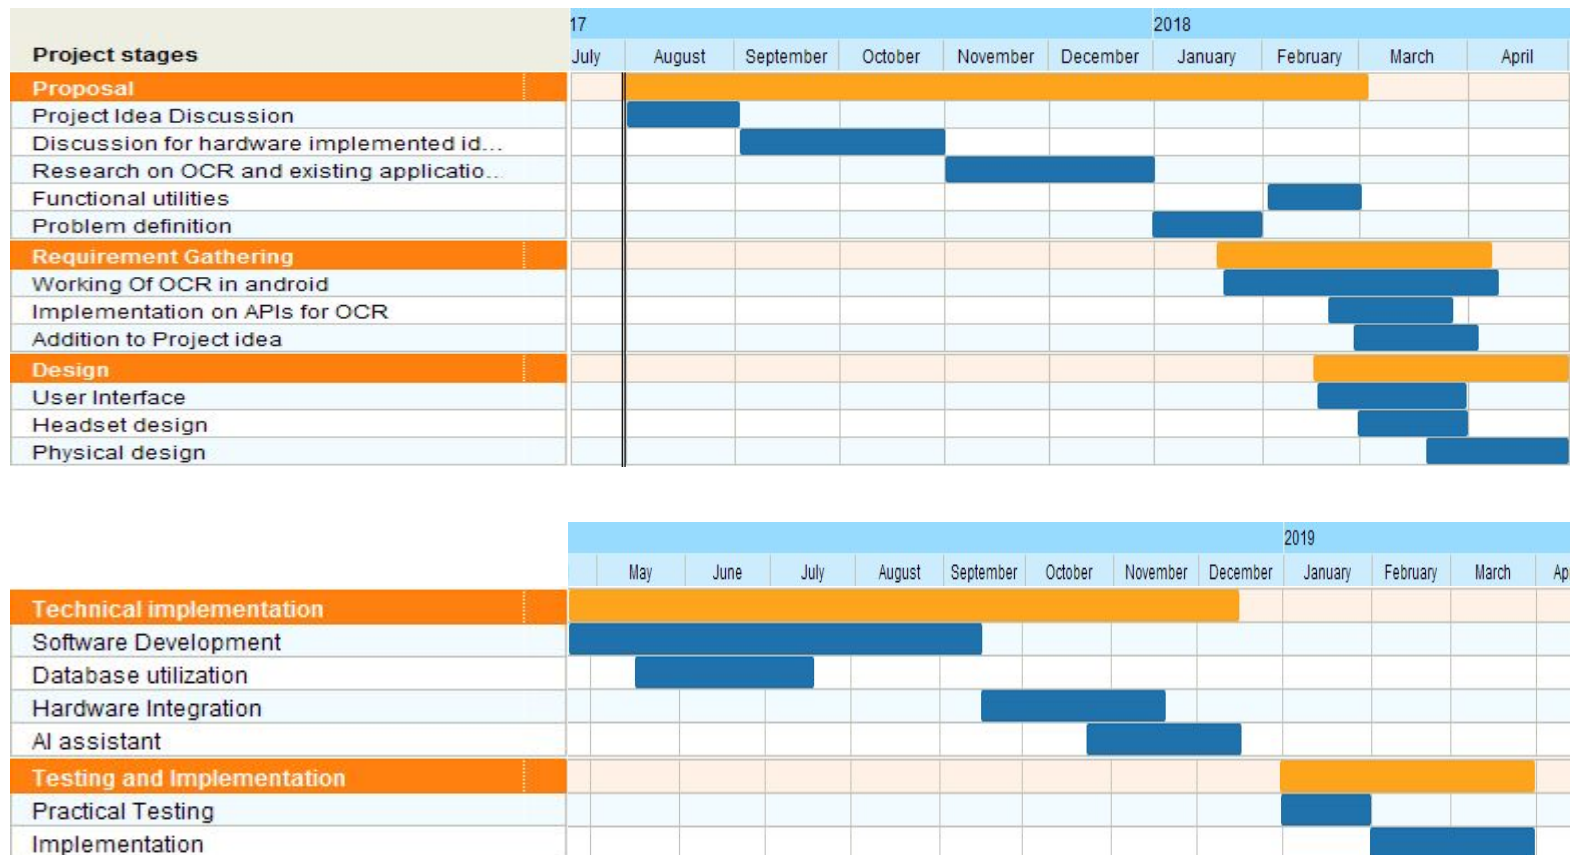 17 2018
Project stages July August September October November December January February March April
Proposal
Project Idea Discussion
Discussion for hardware implemented id...
Research on OCR and existing applicatio...
Functional utilities
Problem definition
Requirement Gathering
Working Of OCR in android
Implementation on APIs for OCR
Addition to Project idea
Design
User Interface
Headset design
Physical design
2019
May June July August September October November December January February March Ap
Technical implementation
Software Development
Database utilization
Hardware Integration
AI assistant
Testing and Implementation
Practical Testing
Implementation